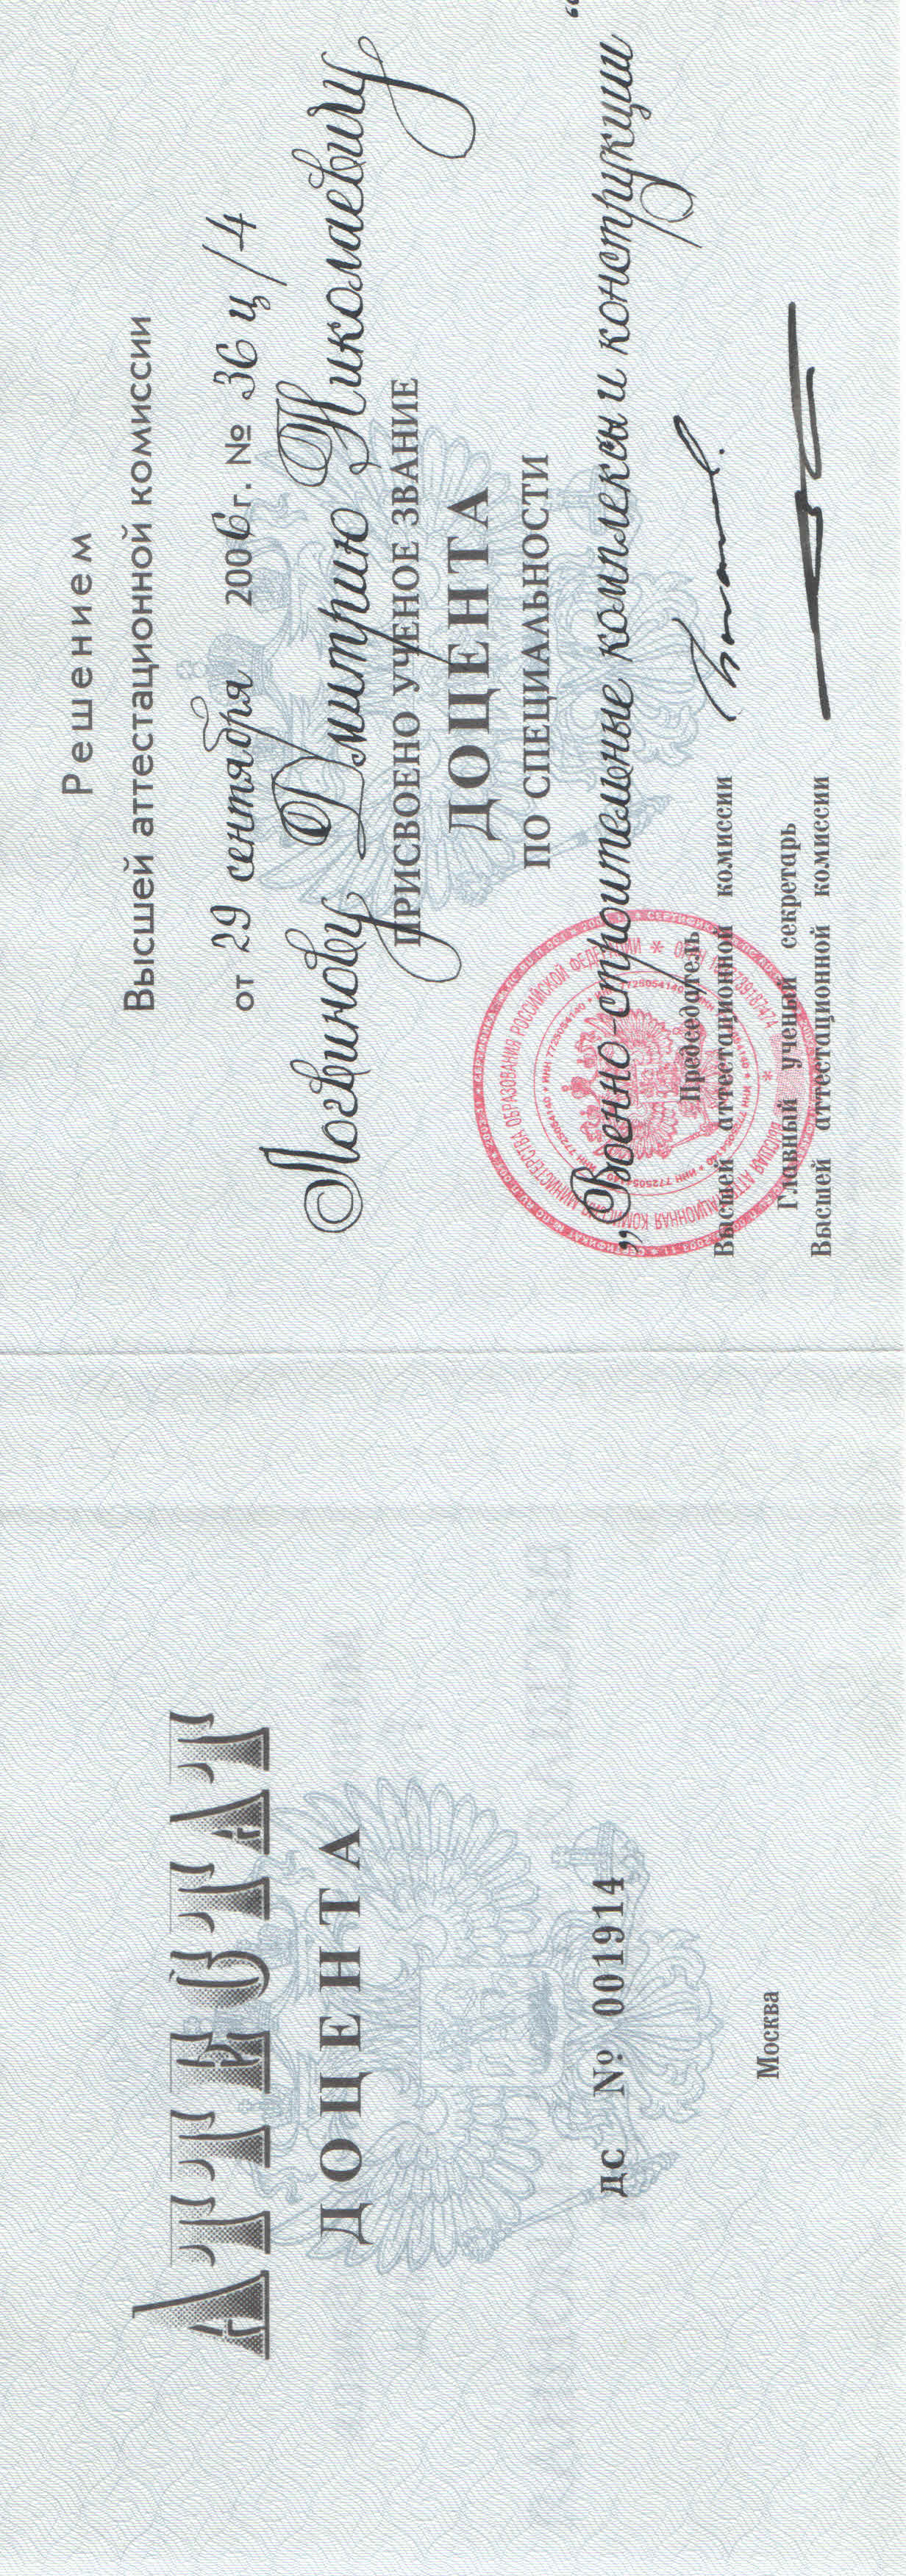 Аттестат
ДОЦЕНТА
ДС № 001914
Москва
Решением
Высшей аттестационной комиссии
от 29 сентября 2006 г. № 36 ц/4
Логвинову Дмитрию Николаевичу
ПРИСВОЕНО УЧЕНОЕ ЗВАНИЕ
ДОЦЕНТА
ПО СПЕЦИАЛЬНОСТИ
„Военно-строительные комплексы и конструкции“
Председатель
Высшей аттестационной комиссии
Главный ученый секретарь
Высшей аттестационной комиссии
ВЫСШАЯ АТТЕСТАЦИОННАЯ КОМИССИЯ МИНИСТЕРСТВА ОБРАЗОВАНИЯ РОССИЙСКОЙ ФЕДЕРАЦИИ
ИНН 7725054140